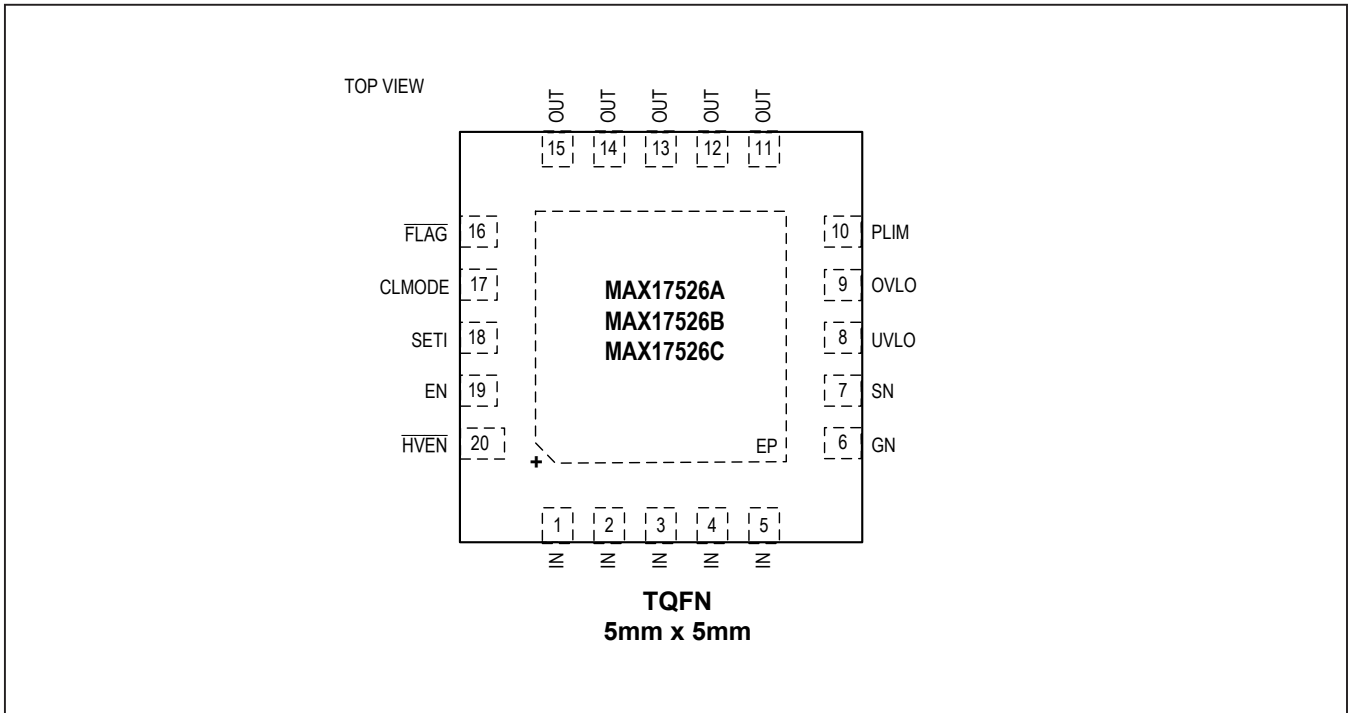 TOP VIEW
OUT OUT OUT OUT OUT
15 14 13 12 11
FLAG 16
10 PLIM
CLMODE 17
9 OVLO
SETI 18
8 UVLO
EN 19
7 SN
HVEN 20
6 GN
MAX17526A
MAX17526B
MAX17526C
EP
+
1 2 3 4 5
IN IN IN IN IN
TQFN
5mm x 5mm